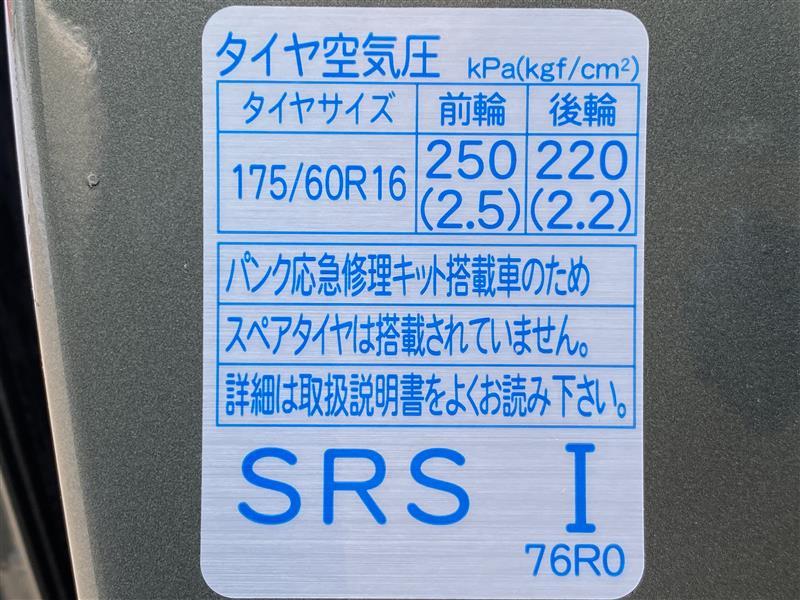 タイヤ空気圧 kPa(kgf/cm²)
タイヤサイズ 前輪 後輪
175/60R16 250 220
(2.5) (2.2)
パンク応急修理キット搭載車のため
スペアタイヤは搭載されていません。
詳細は取扱説明書をよくお読み下さい。
SRS I
76R0